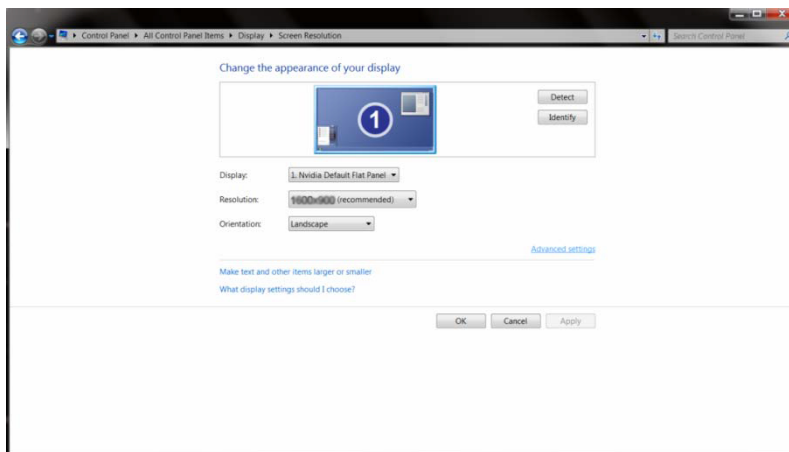 Control Panel ▸ All Control Panel Items ▸ Display ▸ Screen Resolution
Search Control Panel
Change the appearance of your display
1
Detect
Identify
Display:
1. Nvidia Default Flat Panel
Resolution:
1600x900 (recommended)
Orientation:
Landscape
Advanced settings
Make text and other items larger or smaller
What display settings should I choose?
OK
Cancel
Apply